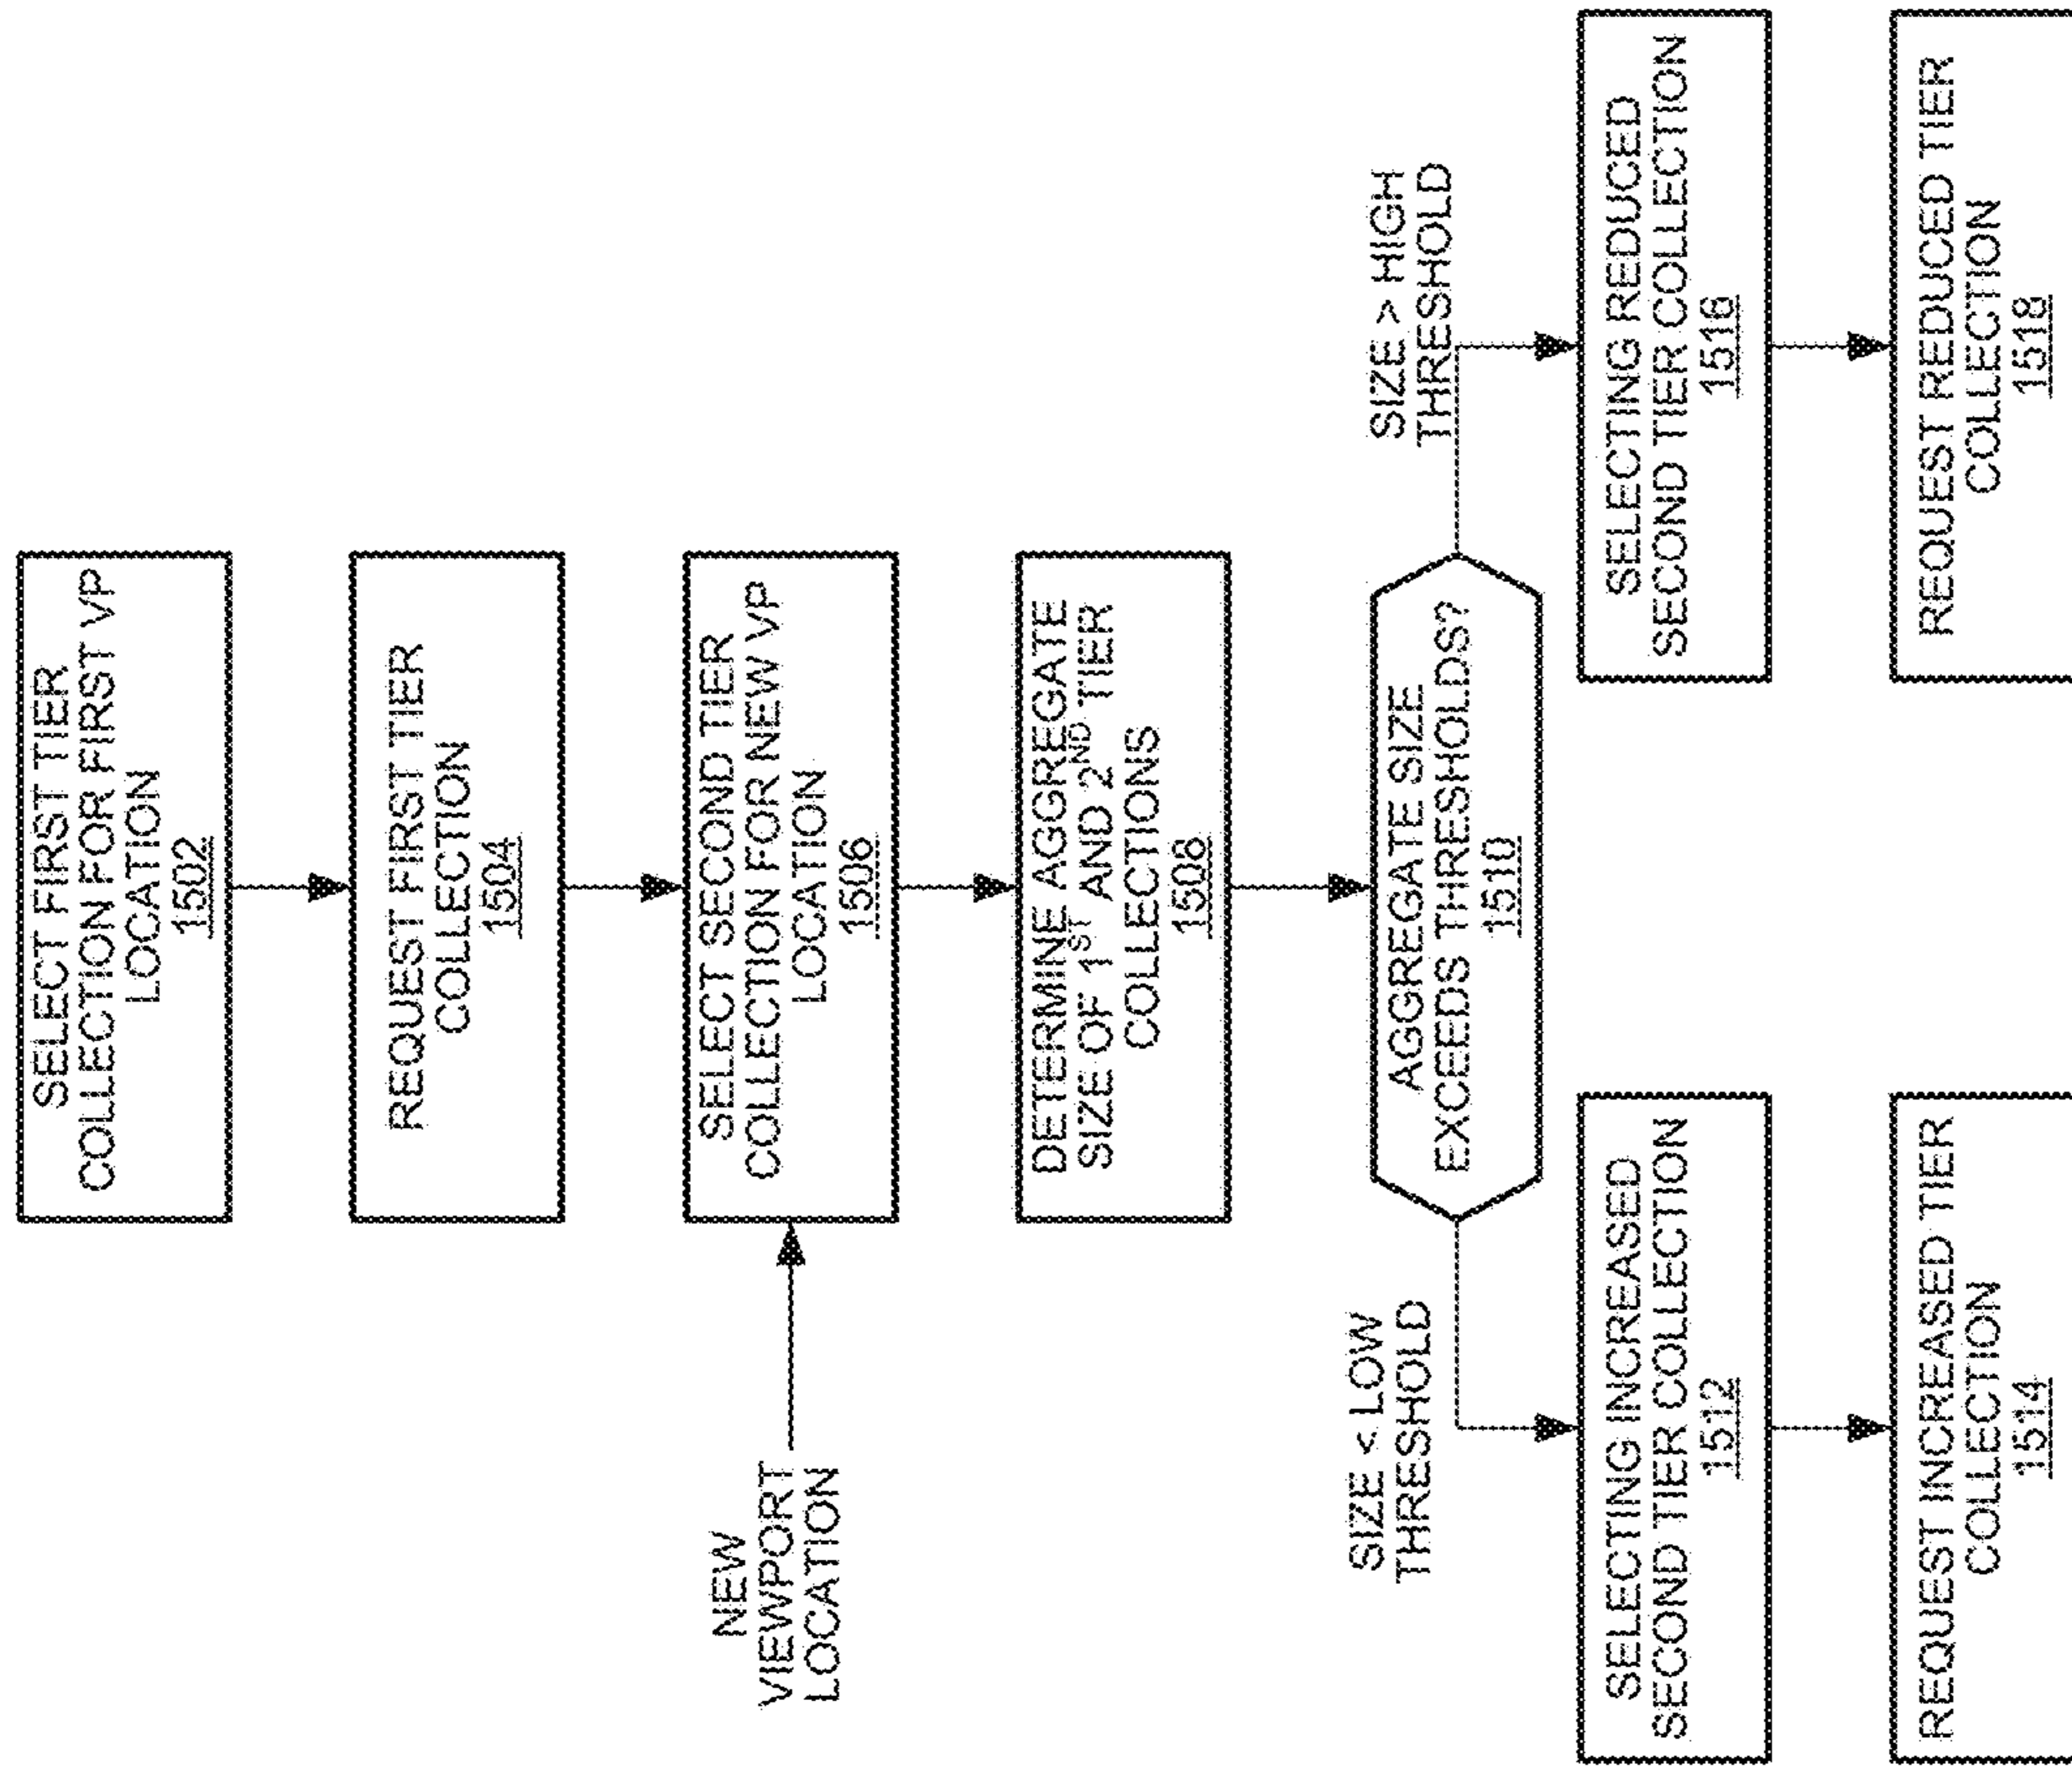 SELECT FIRST TIER
COLLECTION FOR FIRST VP
LOCATION
1502
REQUEST FIRST TIER
COLLECTION
1504
NEW
VIEWPORT
LOCATION
SELECT SECOND TIER
COLLECTION FOR NEW VP
LOCATION
1506
DETERMINE AGGREGATE
SIZE OF 1ST AND 2ND TIER
COLLECTIONS
1508
AGGREGATE SIZE
EXCEEDS THRESHOLDS?
1510
SIZE < LOW
THRESHOLD
SIZE > HIGH
THRESHOLD
SELECTING INCREASED
SECOND TIER COLLECTION
1512
REQUEST INCREASED TIER
COLLECTION
1514
SELECTING REDUCED
SECOND TIER COLLECTION
1516
REQUEST REDUCED TIER
COLLECTION
1518